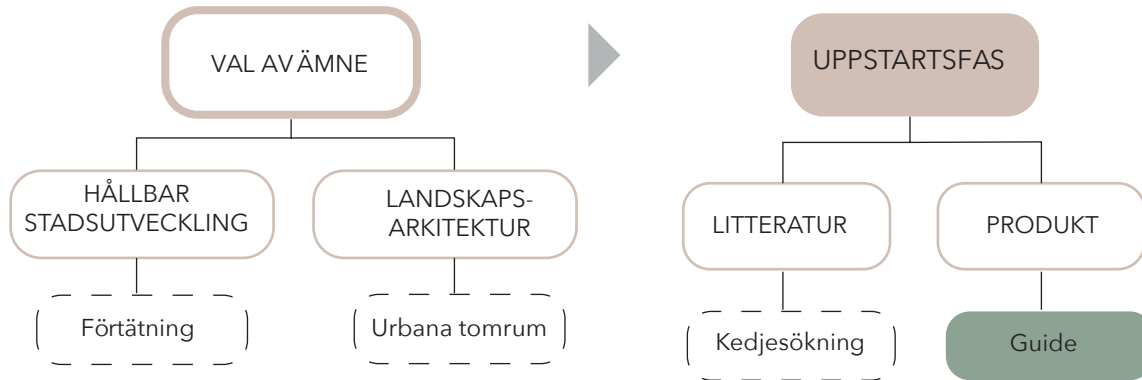 VAL AV ÄMNE
UPPSTARTSFAS
HÅLLBAR
STADSUTVECKLING
LANDSKAPS-
ARKITEKTUR
LITTERATUR
PRODUKT
Förtätning
Urbana tomrum
Kedjesökning
Guide